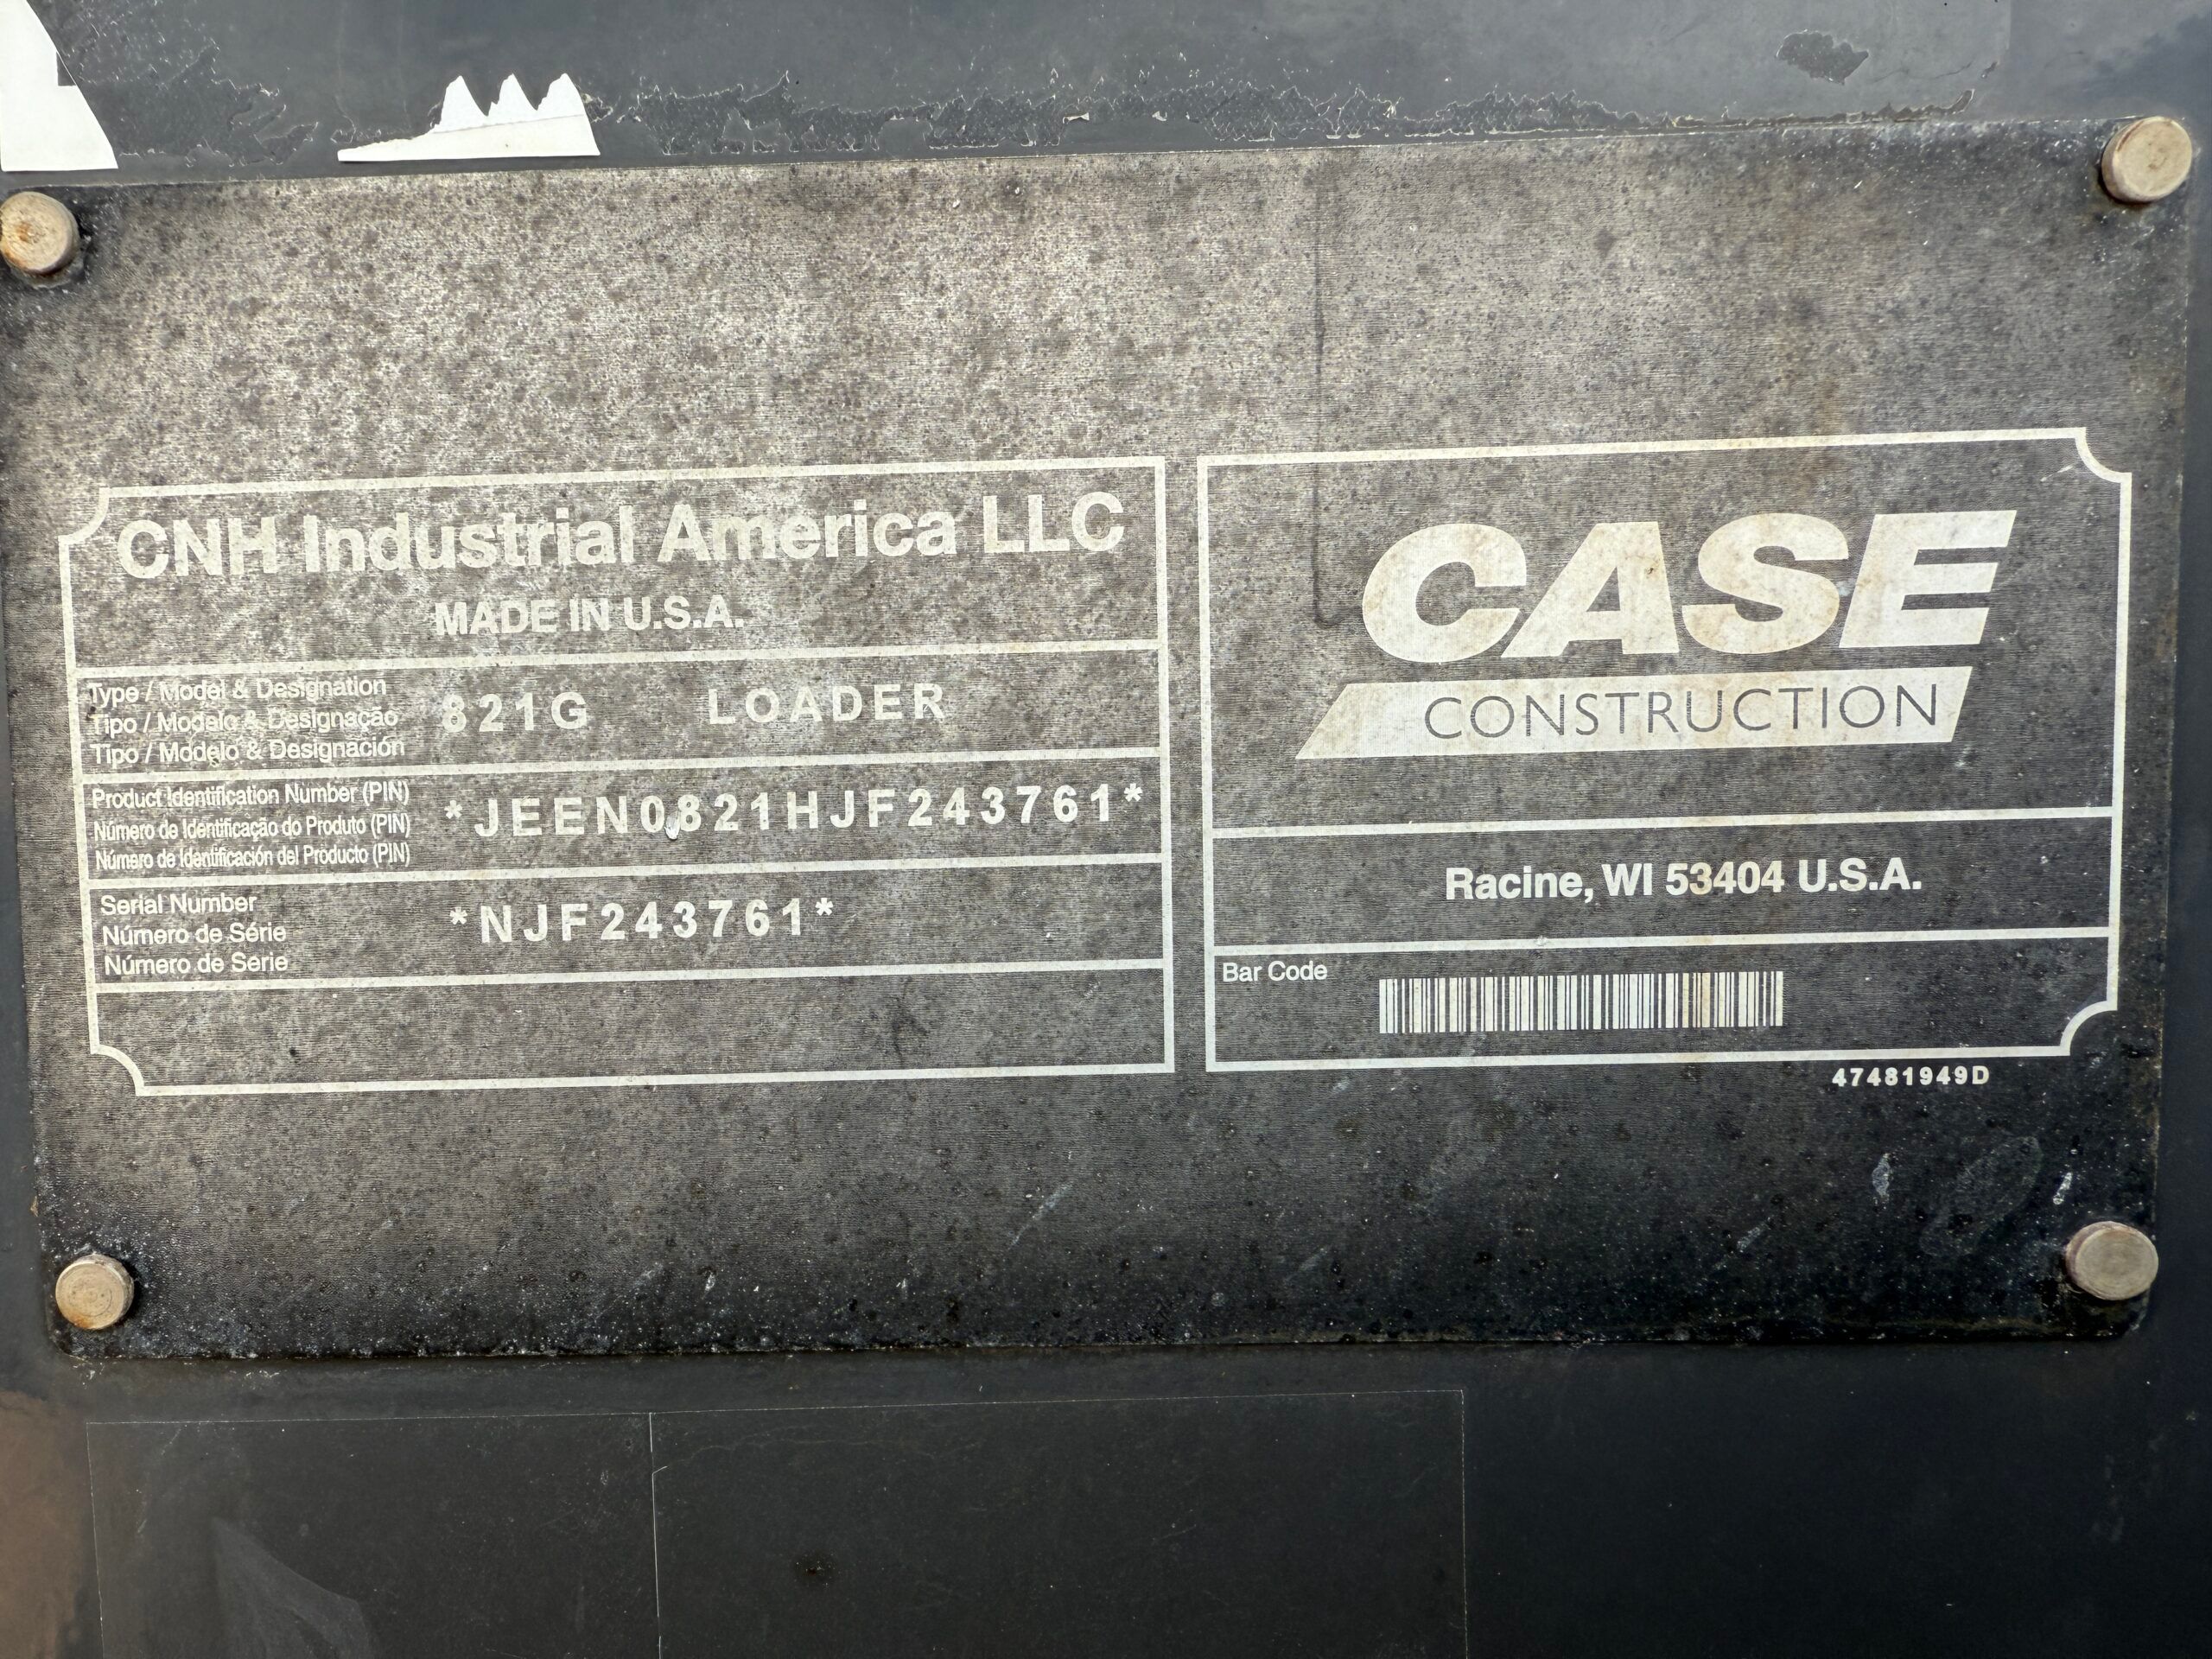 CNH Industrial America LLC
MADE IN U.S.A.
Type / Model & Designation
Tipo / Modelo & Designação
Tipo / Modelo & Designación
821G LOADER
Product Identification Number (PIN)
Número de Identificação do Produto (PIN)
Número de Identificación del Producto (PIN)
*JEEN0821HJF243761*
Serial Number
Número de Série
Número de Serie
*NJF243761*
CASE
CONSTRUCTION
Racine, WI 53404 U.S.A.
Bar Code
47481949D